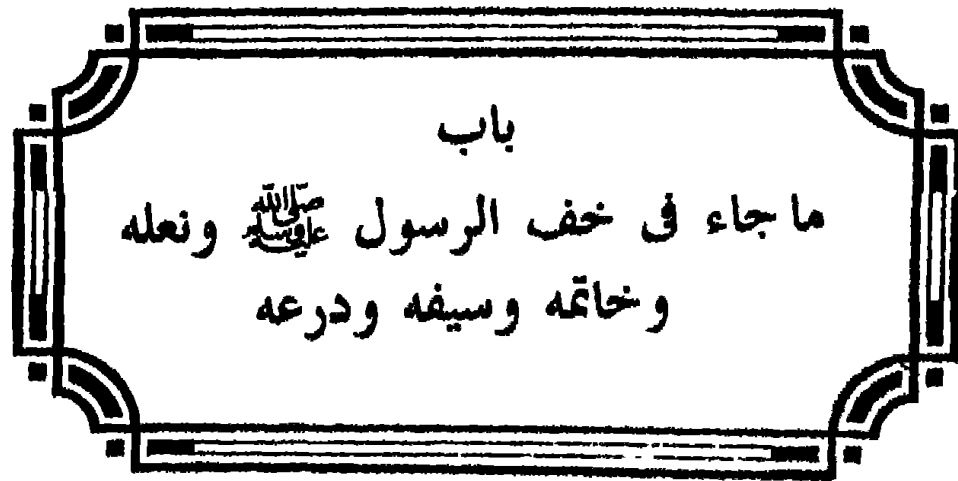 باب
ما جاء فى خف الرسول ﷺ ونعله
وخاتمه وسيفه ودرعه